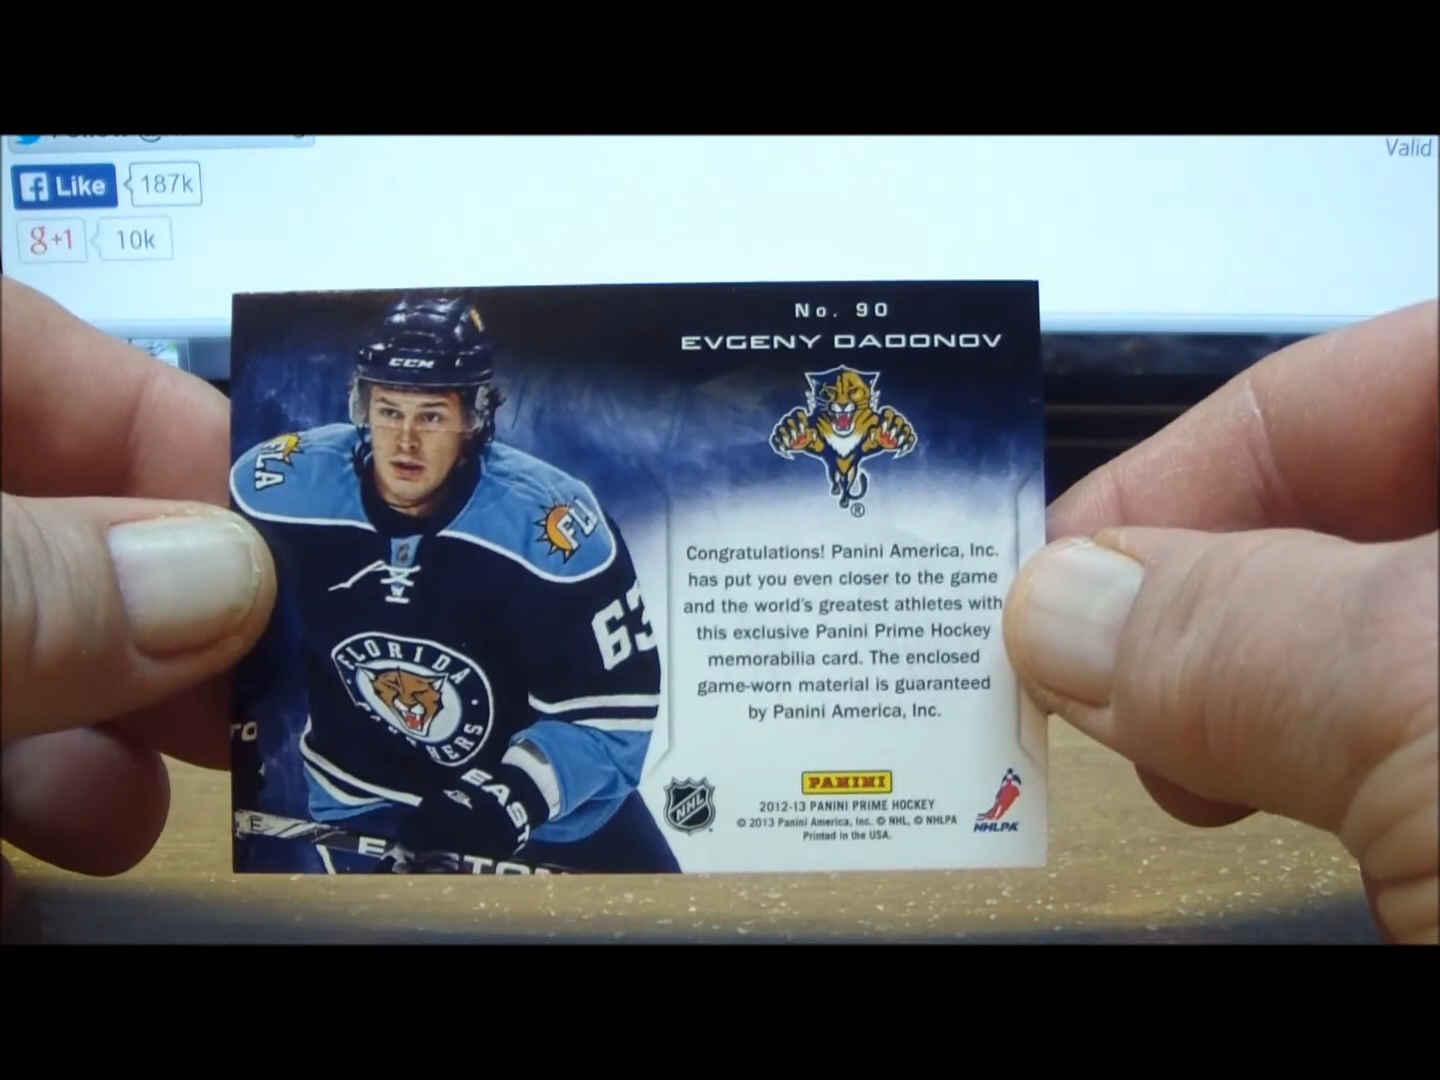 Valid
Like 187k
g+1 10k
No. 90
EVGENY DADONOV
CCM
FLA
FL
63
FLORIDA
PANTHERS
EAST
EASTON
®
Congratulations! Panini America, Inc.
has put you even closer to the game
and the world's greatest athletes with
this exclusive Panini Prime Hockey
memorabilia card. The enclosed
game-worn material is guaranteed
by Panini America, Inc.
PANINI
NHL
2012-13 PANINI PRIME HOCKEY
© 2013 Panini America, Inc. © NHL, © NHLPA
Printed in the USA.
NHLPA